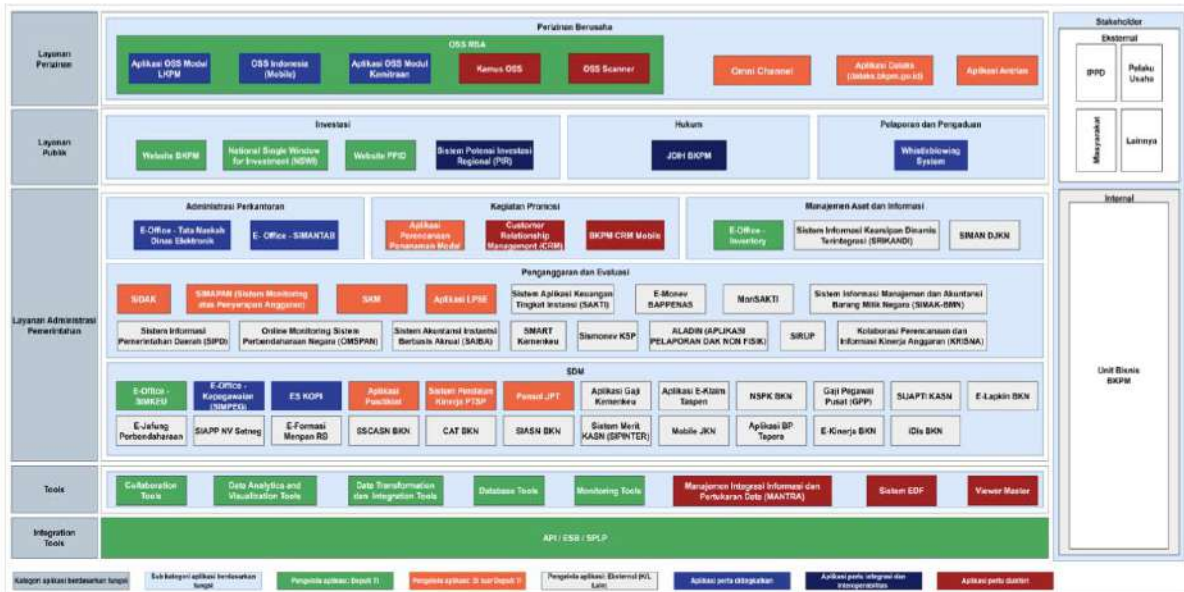 Layanan
Perizinan
Perizinan Berusaha
OSS RBA
Aplikasi OSS Modul
LKPM
OSS Indonesia
(Mobile)
Aplikasi OSS Modul
Kemitraan
Kamus OSS
OSS Scanner
Omni Channel
Aplikasi Dataks
(dataks.bkpm.go.id)
Aplikasi Antrian
Stakeholder
Eksternal
IPPD
Pelaku
Usaha
Masyarakat
Lainnya
Layanan
Publik
Investasi
Website BKPM
National Single Window
for Investment (NSWI)
Website PPID
Sistem Potensi Investasi
Regional (PIR)
Hukum
JDIH BKPM
Pelaporan dan Pengaduan
Whistleblowing
System
Internal
Unit Bisnis
BKPM
Layanan Administrasi
Pemerintahan
Administrasi Perkantoran
E-Office - Tata Naskah
Dinas Elektronik
E- Office - SIMANTAB
Kegiatan Promosi
Aplikasi
Perencanaan
Penanaman Modal
Customer
Relationship
Management (CRM)
BKPM CRM Mobile
Manajemen Aset dan Informasi
E-Office -
Inventory
Sistem Informasi Kearsipan Dinamis
Terintegrasi (SRIKANDI)
SIMAN DJKN
Penganggaran dan Evaluasi
SIDAK
SIMAPAN (Sistem Monitoring
atas Penyerapan Anggaran)
SKM
Aplikasi LPSE
Sistem Aplikasi Keuangan
Tingkat Instansi (SAKTI)
E-Monev
BAPPENAS
MonSAKTI
Sistem Informasi Manajemen dan Akuntansi
Barang Milik Negara (SIMAK-BMN)
Sistem Informasi
Pemerintahan Daerah (SIPD)
Online Monitoring Sistem
Perbendaharaan Negara (OMSPAN)
Sistem Akuntansi Instansi
Berbasis Akrual (SAIBA)
SMART
Kemenkeu
Sismonev KSP
ALADIN (APLIKASI
PELAPORAN DAK NON FISIK)
SIRUP
Kolaborasi Perencanaan dan
Informasi Kinerja Anggaran (KRISNA)
SDM
E-Office -
SIMKEU
E-Office -
Kepegawaian
(SIMPEG)
ES KOPI
Aplikasi
Pusdiklat
Sistem Penilaian
Kinerja PTSP
Pansel JPT
Aplikasi Gaji
Kemenkeu
Aplikasi E-Klaim
Taspen
NSPK BKN
Gaji Pegawai
Pusat (GPP)
SIJAPTI KASN
E-Lapkin BKN
E-Jafung
Perbendaharaan
SIAPP NV Setneg
E-Formasi
Menpan RB
SSCASN BKN
CAT BKN
SIASN BKN
Sistem Merit
KASN (SIPINTER)
Mobile JKN
Aplikasi BP
Tapera
E-Kinerja BKN
iDis BKN
Tools
Collaboration
Tools
Data Analytics and
Visualization Tools
Data Transformation
dan Integration Tools
Database Tools
Monitoring Tools
Manajemen Integrasi Informasi dan
Pertukaran Data (MANTRA)
Sistem EDF
Viewer Master
Integration
Tools
API / ESB / SPLP
Kategori aplikasi berdasarkan fungsi
Sub kategori aplikasi berdasarkan
fungsi
Pengelola aplikasi: Deputi TI
Pengelola aplikasi: Di luar Deputi TI
Pengelola aplikasi: Eksternal (K/L
Lain)
Aplikasi perlu ditingkatkan
Aplikasi perlu integrasi dan
interoperabilitas
Aplikasi perlu diakhiri